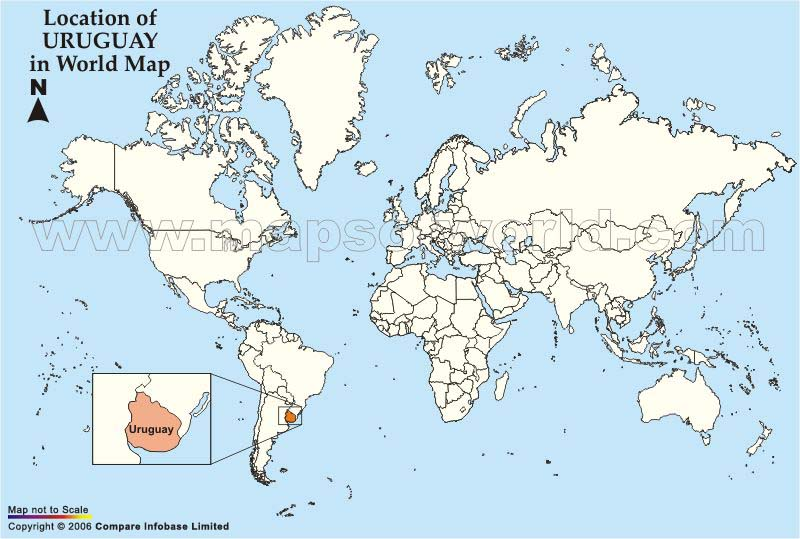 Location of
URUGUAY
in World Map
N
www.mapsofworld.com
Uruguay
Map not to Scale
Copyright © 2006 Compare Infobase Limited